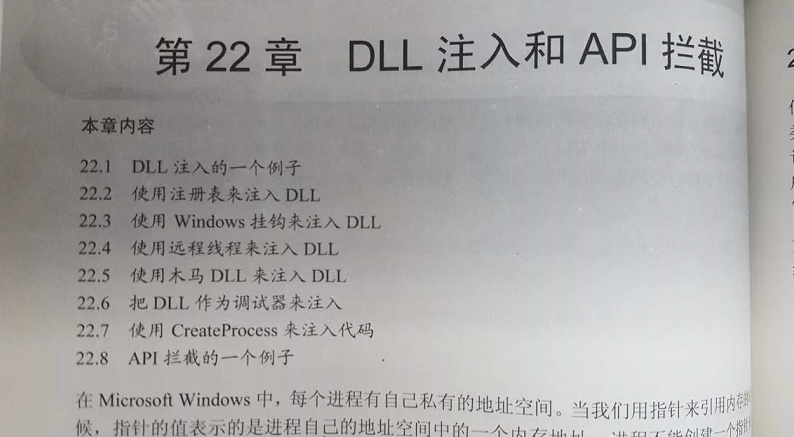 第 22 章 DLL 注入和 API 拦截
本章内容
22.1 DLL 注入的一个例子
22.2 使用注册表来注入 DLL
22.3 使用 Windows 挂钩来注入 DLL
22.4 使用远程线程来注入 DLL
22.5 使用木马 DLL 来注入 DLL
22.6 把 DLL 作为调试器来注入
22.7 使用 CreateProcess 来注入代码
22.8 API 拦截的一个例子
在 Microsoft Windows 中，每个进程有自己私有的地址空间。当我们用指针来引用内存的
候，指针的值表示的是进程自己的地址空间中的一个内存地址。进程不能创建一个指针